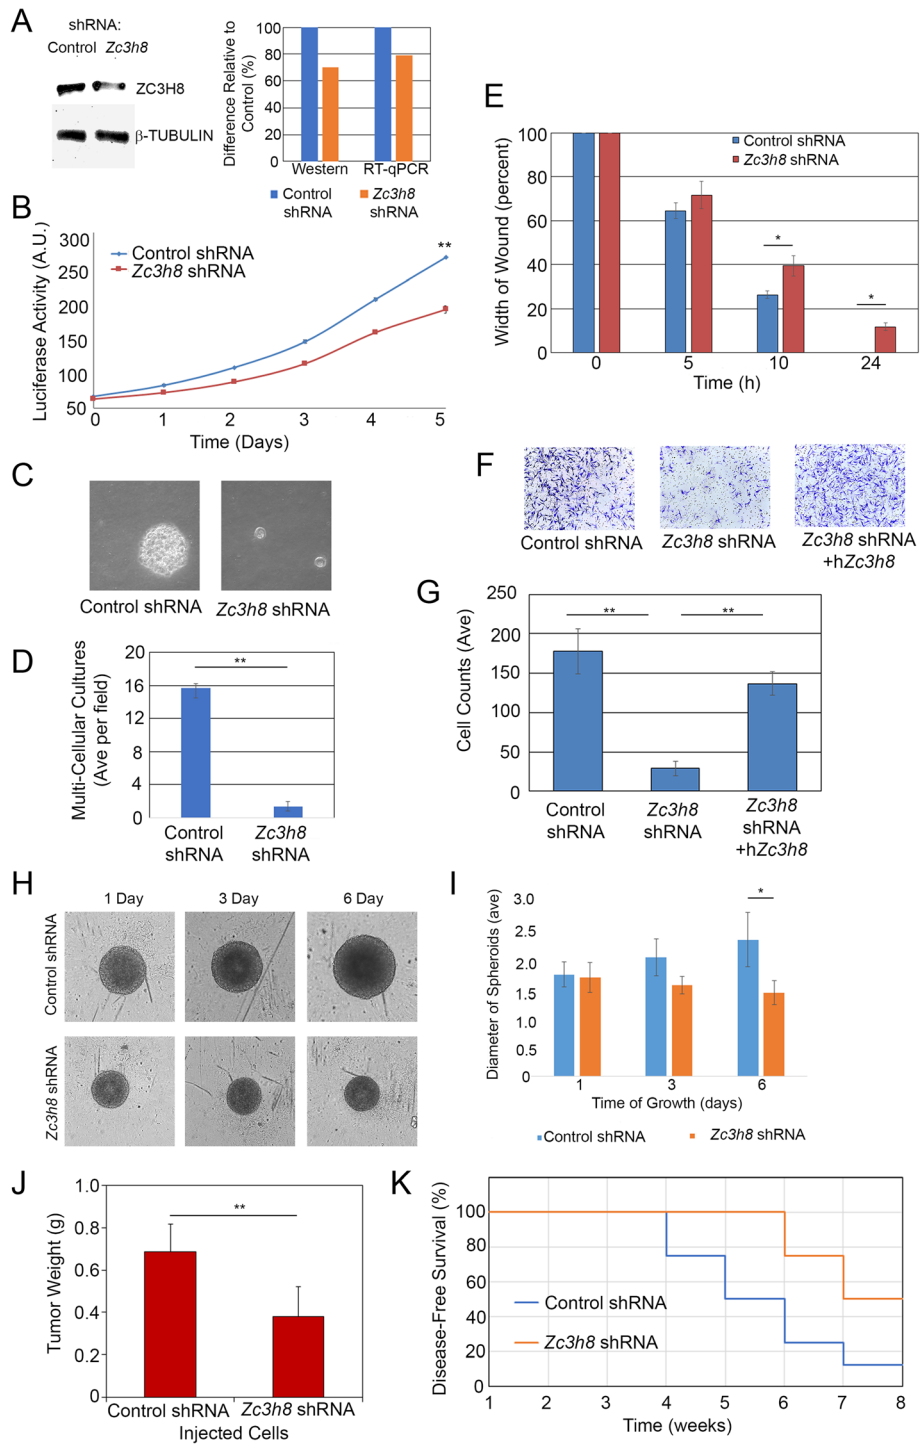 A
shRNA:
Control Zc3h8
ZC3H8
β-TUBULIN
Difference Relative to
Control (%)
100
80
60
40
20
0
Western RT-qPCR
Control
shRNA
Zc3h8
shRNA
B
Luciferase Activity (A.U.)
300
250
200
150
100
50
Control shRNA
Zc3h8 shRNA
**
0 1 2 3 4 5
Time (Days)
C
Control shRNA Zc3h8 shRNA
D
Multi-Cellular Cultures
(Ave per field)
20
16
12
8
4
0
**
Control
shRNA
Zc3h8
shRNA
E
Width of Wound (percent)
100
80
60
40
20
0
Control shRNA
Zc3h8 shRNA
*
*
0 5 10 24
Time (h)
F
Control shRNA
Zc3h8 shRNA
Zc3h8 shRNA
+hZc3h8
G
Cell Counts (Ave)
250
200
150
100
50
0
** **
Control
shRNA
Zc3h8
shRNA
Zc3h8
shRNA
+hZc3h8
H
1 Day 3 Day 6 Day
Control shRNA
Zc3h8 shRNA
I
Diameter of Spheroids (ave)
3.0
2.5
2.0
1.5
1.0
0.5
0
*
1 3 6
Time of Growth (days)
Control shRNA Zc3h8 shRNA
J
Tumor Weight (g)
1.0
0.8
0.6
0.4
0.2
0
**
Control shRNA Zc3h8 shRNA
Injected Cells
K
Disease-Free Survival (%)
100
80
60
40
20
0
Control shRNA
Zc3h8 shRNA
1 2 3 4 5 6 7 8
Time (weeks)